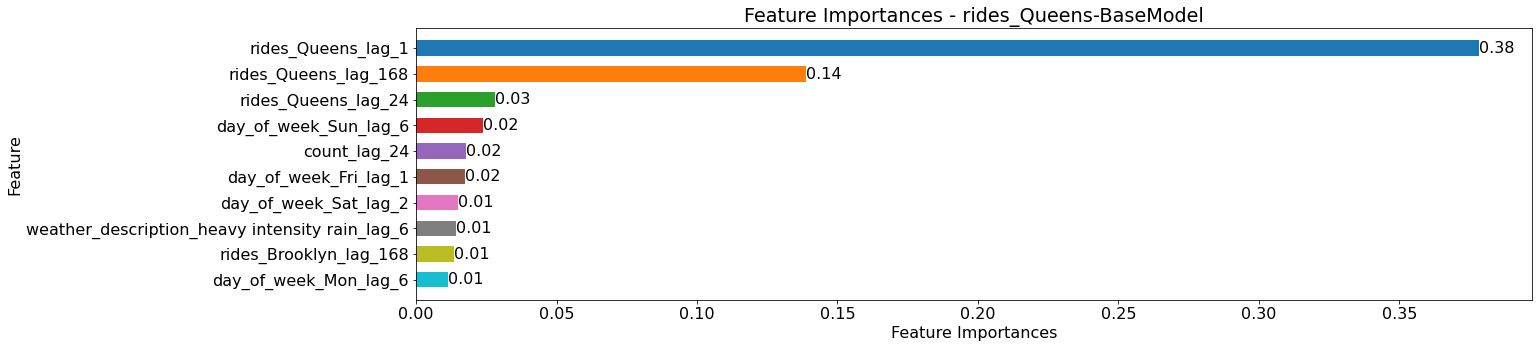 Feature Importances - rides_Queens-BaseModel
rides_Queens_lag_1 0.38
rides_Queens_lag_168 0.14
rides_Queens_lag_24 0.03
day_of_week_Sun_lag_6 0.02
count_lag_24 0.02
day_of_week_Fri_lag_1 0.02
day_of_week_Sat_lag_2 0.01
weather_description_heavy intensity rain_lag_6 0.01
rides_Brooklyn_lag_168 0.01
day_of_week_Mon_lag_6 0.01
Feature
0.00 0.05 0.10 0.15 0.20 0.25 0.30 0.35
Feature Importances